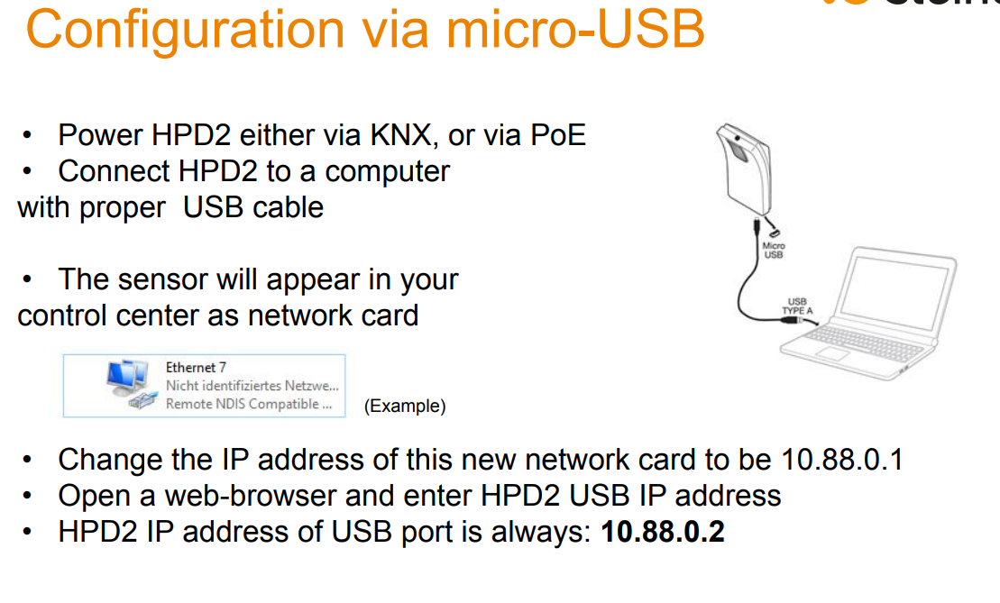 Configuration via micro-USB
• Power HPD2 either via KNX, or via PoE
• Connect HPD2 to a computer
with proper USB cable
• The sensor will appear in your
control center as network card
Micro
USB
USB
TYPE A
Ethernet 7
Nicht identifiziertes Netzwe...
Remote NDIS Compatible ...
(Example)
• Change the IP address of this new network card to be 10.88.0.1
• Open a web-browser and enter HPD2 USB IP address
• HPD2 IP address of USB port is always: 10.88.0.2